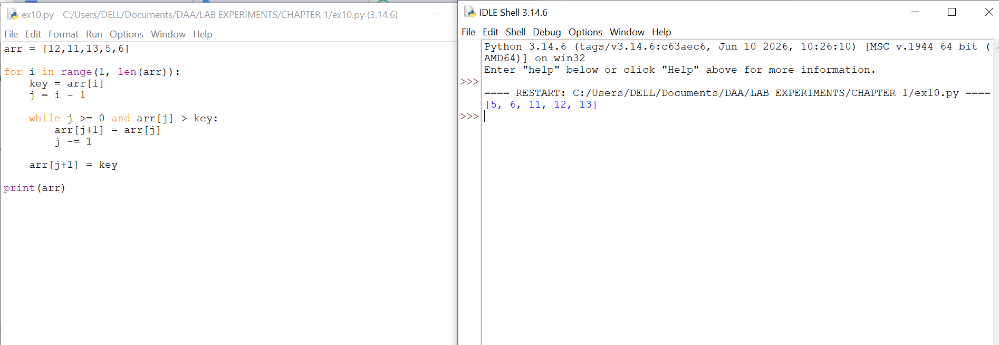 ex10.py - C:/Users/DELL/Documents/DAA/LAB EXPERIMENTS/CHAPTER 1/ex10.py (3.14.6)
File Edit Format Run Options Window Help
arr = [12,11,13,5,6]
for i in range(1, len(arr)):
    key = arr[i]
    j = i - 1
    while j >= 0 and arr[j] > key:
        arr[j+1] = arr[j]
        j -= 1
    arr[j+1] = key
print(arr)
IDLE Shell 3.14.6
File Edit Shell Debug Options Window Help
Python 3.14.6 (tags/v3.14.6:c63aec6, Jun 10 2026, 10:26:10) [MSC v.1944 64 bit (
AMD64)] on win32
Enter "help" below or click "Help" above for more information.
>>>
==== RESTART: C:/Users/DELL/Documents/DAA/LAB EXPERIMENTS/CHAPTER 1/ex10.py ====
[5, 6, 11, 12, 13]
>>>